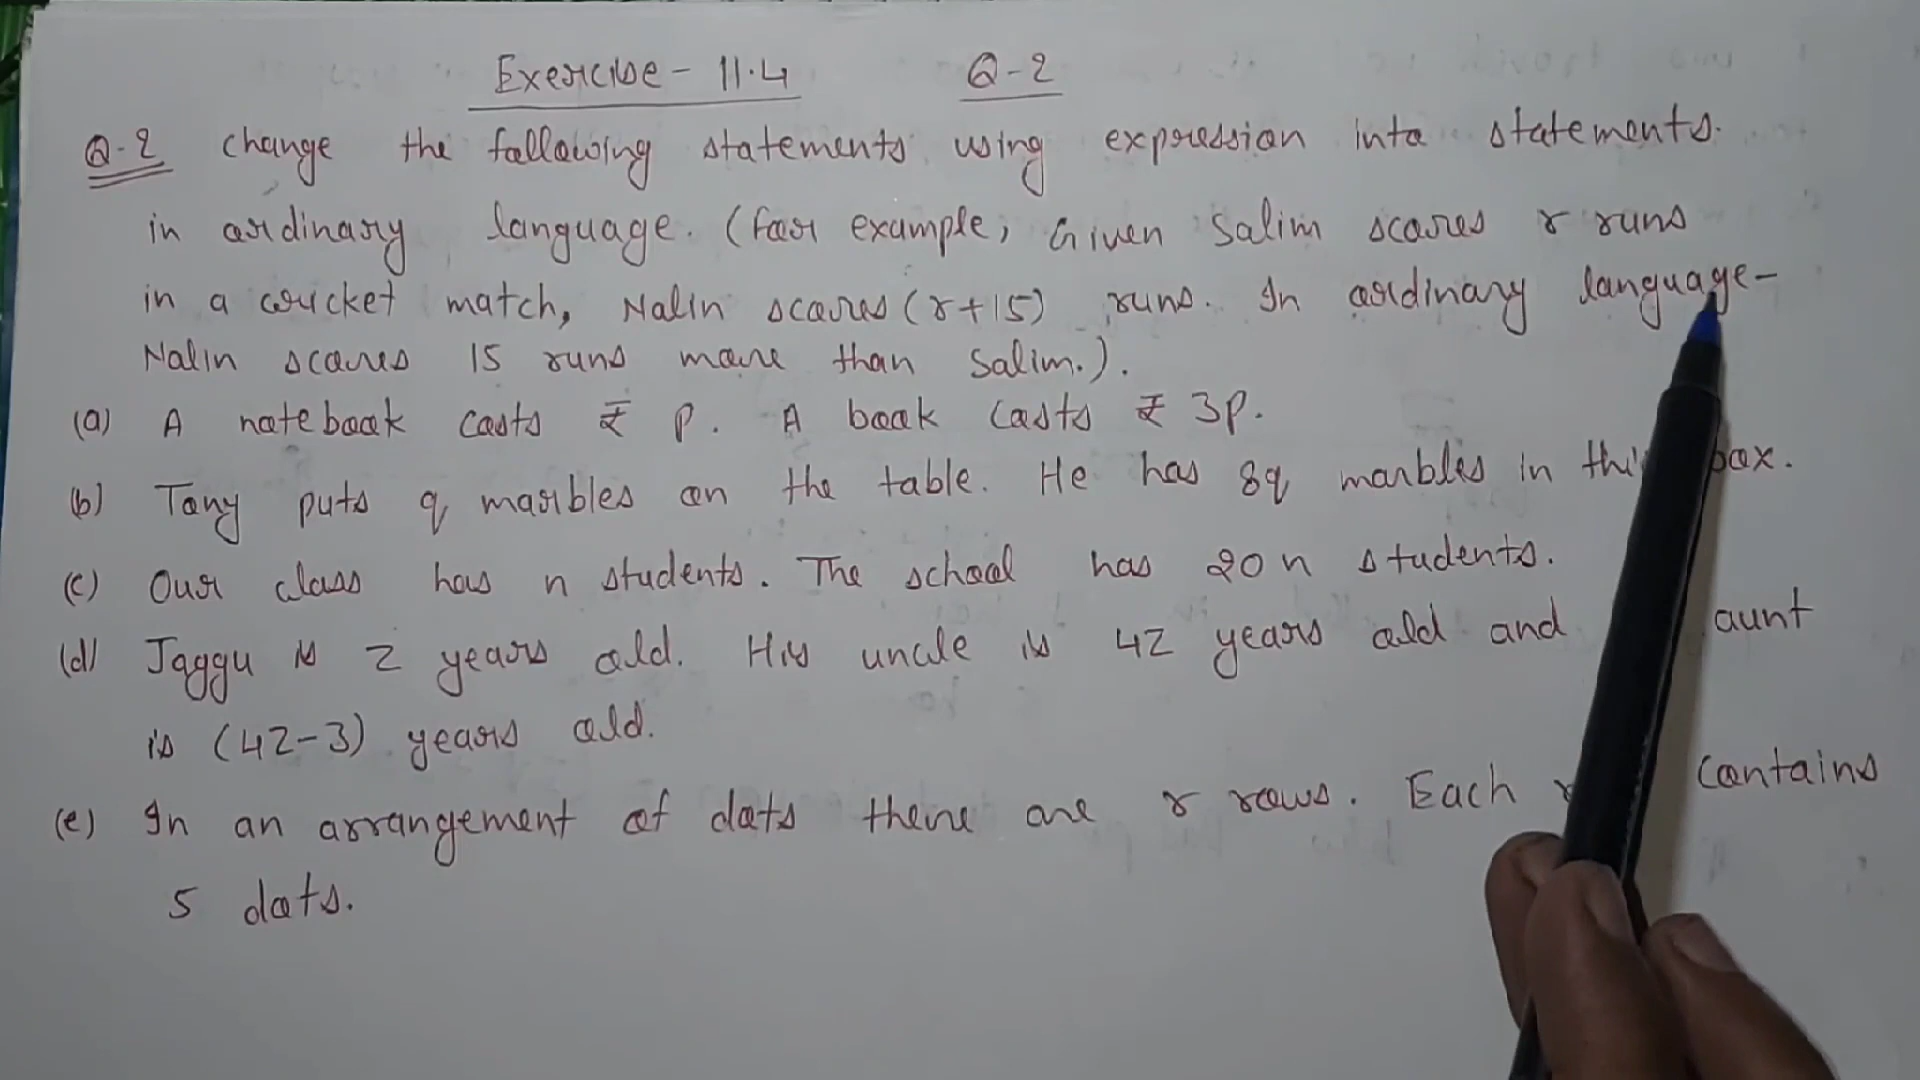 Exercise - 11.4 Q-2
Q-2 change the following statements using expression into statements.
in ordinary language. (For example, Given Salim scores r runs
in a cricket match, Nalin scores (r+15) runs. In ordinary language-
Nalin scores 15 runs more than Salim.).
(a) A notebook costs ₹ p. A book costs ₹ 3p.
(b) Tony puts q marbles on the table. He has 8q marbles in box.
(c) Our class has n students. The school has 20n students.
(d) Jaggu is z years old. His uncle is 4z years old and aunt
is (4z-3) years old.
(e) In an arrangement of dots there are r rows. Each contains
5 dots.